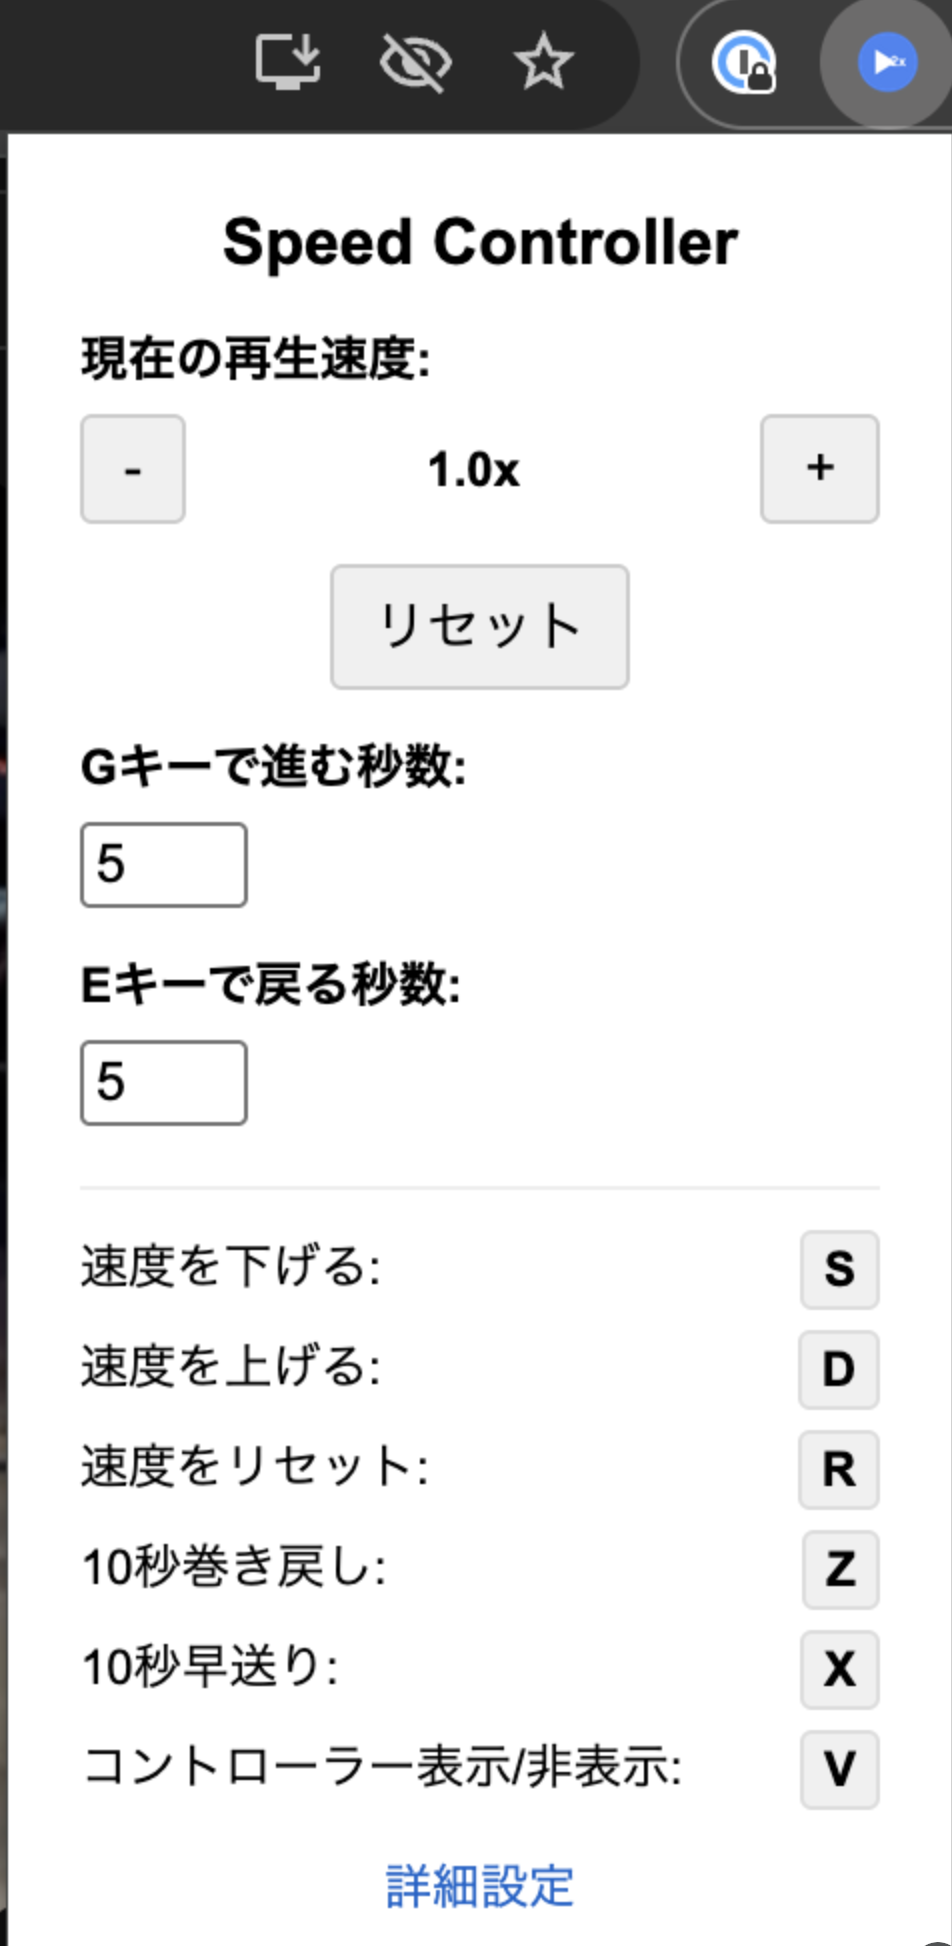 2x
Speed Controller
現在の再生速度:
- 1.0x +
リセット
Gキーで進む秒数:
5
Eキーで戻る秒数:
5
速度を下げる: S
速度を上げる: D
速度をリセット: R
10秒巻き戻し: Z
10秒早送り: X
コントローラー表示/非表示: V
詳細設定